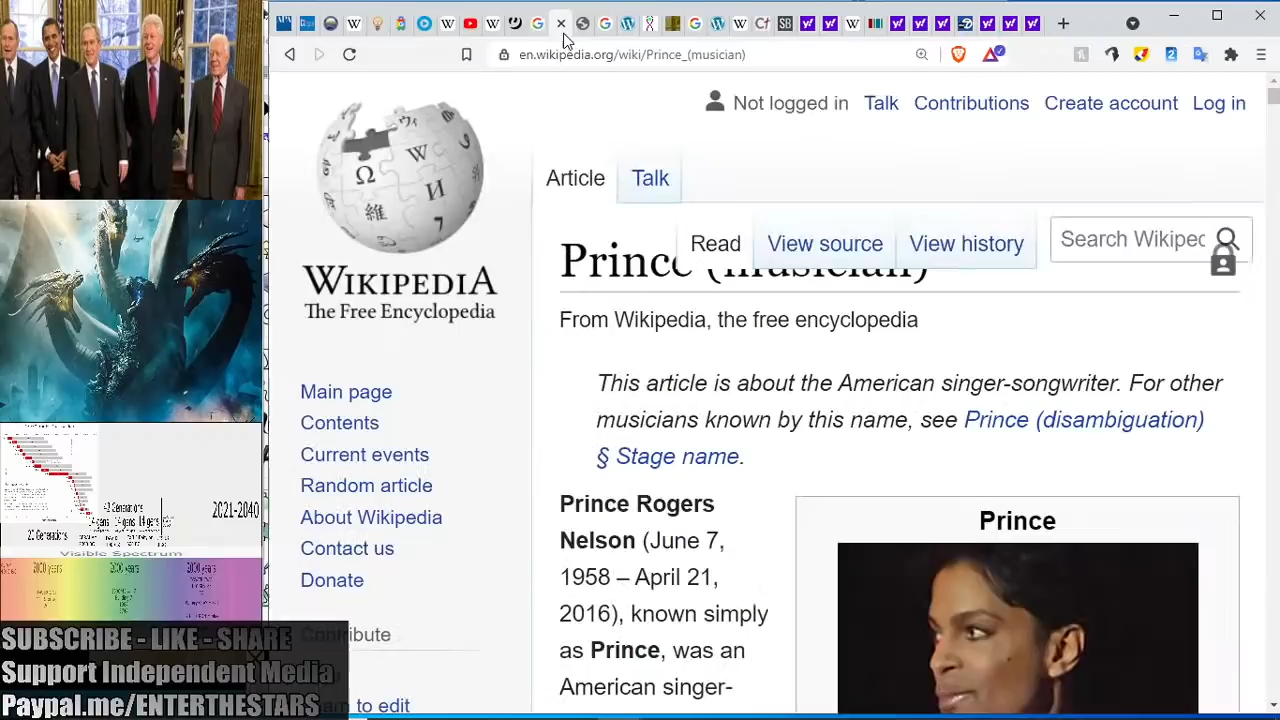 en.wikipedia.org/wiki/Prince_(musician)
Not logged in Talk Contributions Create account Log in
Article Talk
Read View source View history Search Wikipec
WIKIPEDIA
The Free Encyclopedia
Prince (musician)
From Wikipedia, the free encyclopedia
This article is about the American singer-songwriter. For other
musicians known by this name, see Prince (disambiguation)
§ Stage name.
Main page
Contents
Current events
Random article
About Wikipedia
Contact us
Donate
Contribute
Prince Rogers
Nelson (June 7,
1958 – April 21,
2016), known simply
as Prince, was an
American singer-
Prince
2021-2040
Visible Spectrum
SUBSCRIBE - LIKE - SHARE
Support Independent Media
Paypal.me/ENTERTHESTARS
to edit